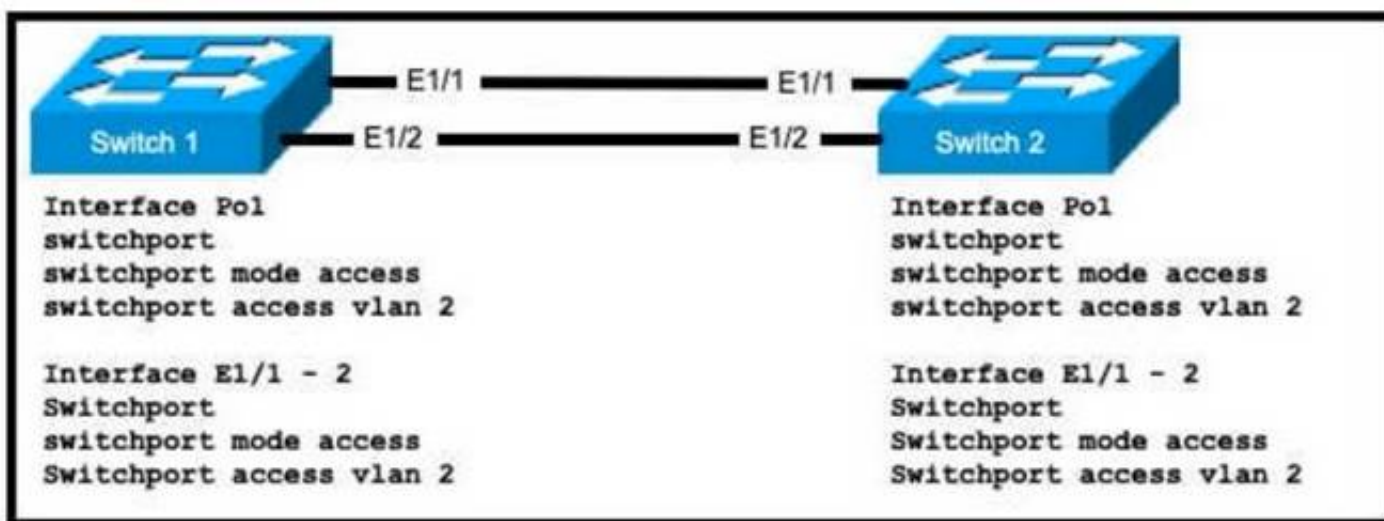 E1/1
E1/1
E1/2
E1/2
Switch 1
Switch 2
Interface Po1
switchport
switchport mode access
switchport access vlan 2
Interface E1/1 - 2
Switchport
switchport mode access
Switchport access vlan 2
Interface Po1
switchport
switchport mode access
switchport access vlan 2
Interface E1/1 - 2
Switchport
Switchport mode access
Switchport access vlan 2